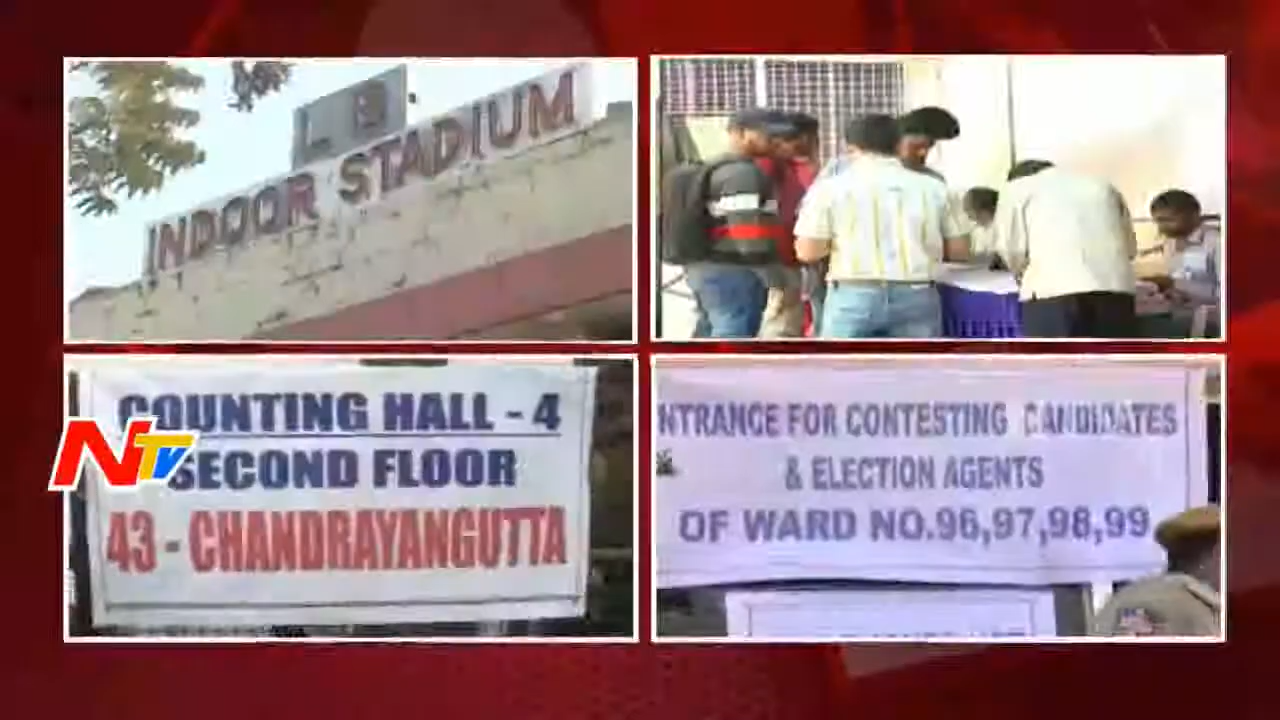 L B
INDOOR STADIUM
COUNTING HALL - 4
SECOND FLOOR
43 - CHANDRAYANGUTTA
NTV
NTRANCE FOR CONTESTING CANDIDATES
& ELECTION AGENTS
OF WARD NO.96,97,98,99